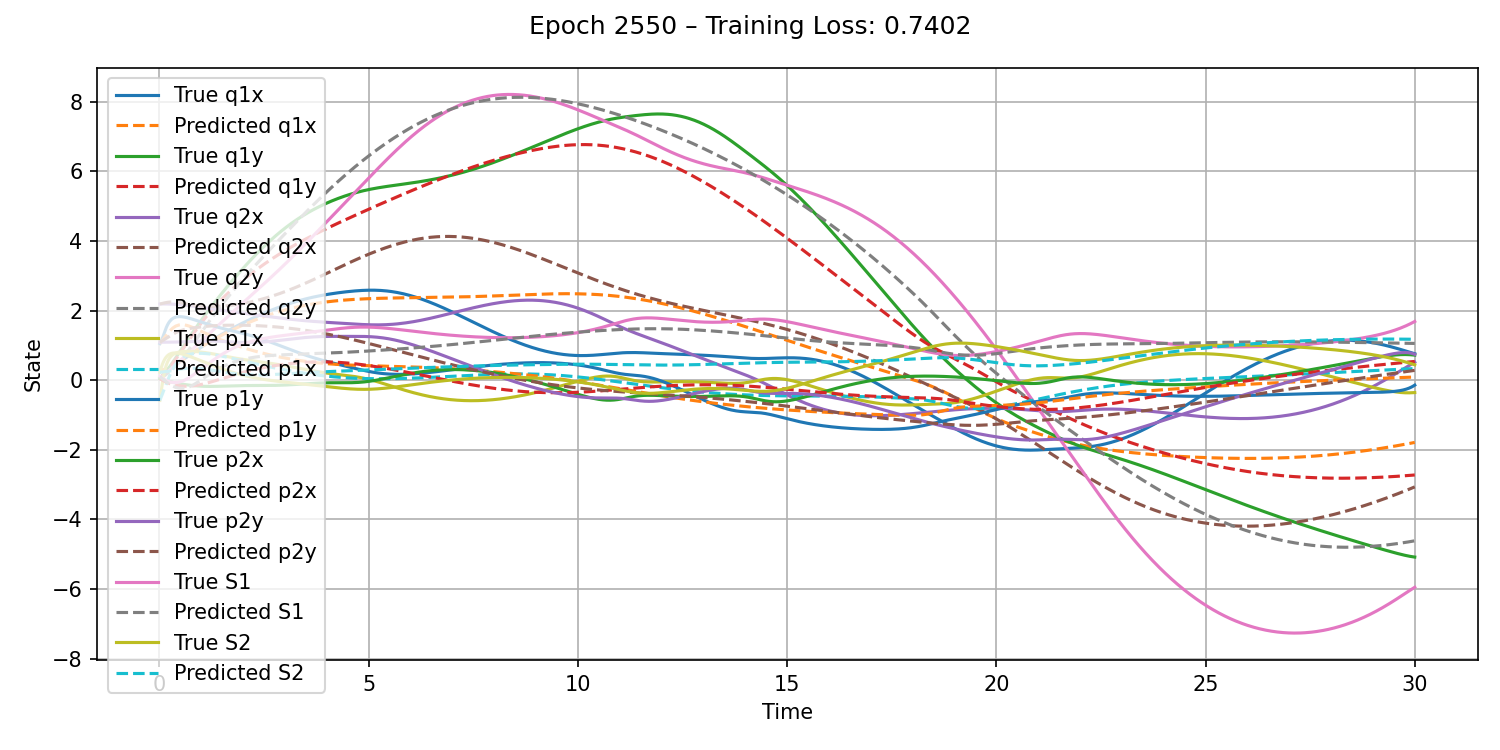 Epoch 2550 – Training Loss: 0.7402
State
8
6
4
2
0
−2
−4
−6
−8
True q1x
Predicted q1x
True q1y
Predicted q1y
True q2x
Predicted q2x
True q2y
Predicted q2y
True p1x
Predicted p1x
True p1y
Predicted p1y
True p2x
Predicted p2x
True p2y
Predicted p2y
True S1
Predicted S1
True S2
Predicted S2
0 5 10 15 20 25 30
Time